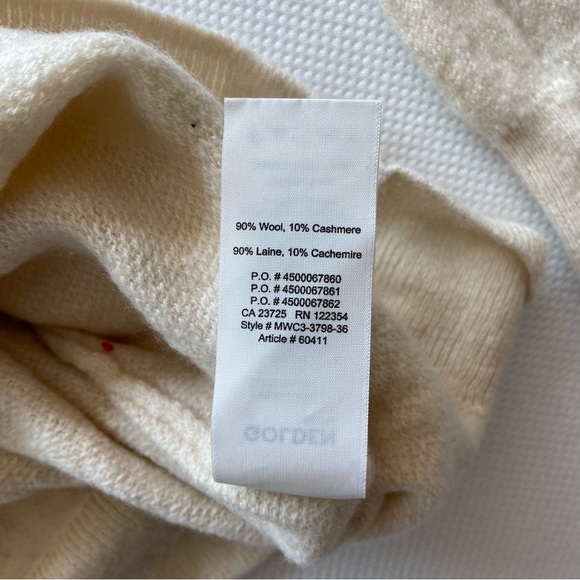 90% Wool, 10% Cashmere
90% Laine, 10% Cachemire
P.O. # 4500067860
P.O. # 4500067861
P.O. # 4500067862
CA 23725 RN 122354
Style # MWC3-3798-36
Article # 60411
GOLDEN